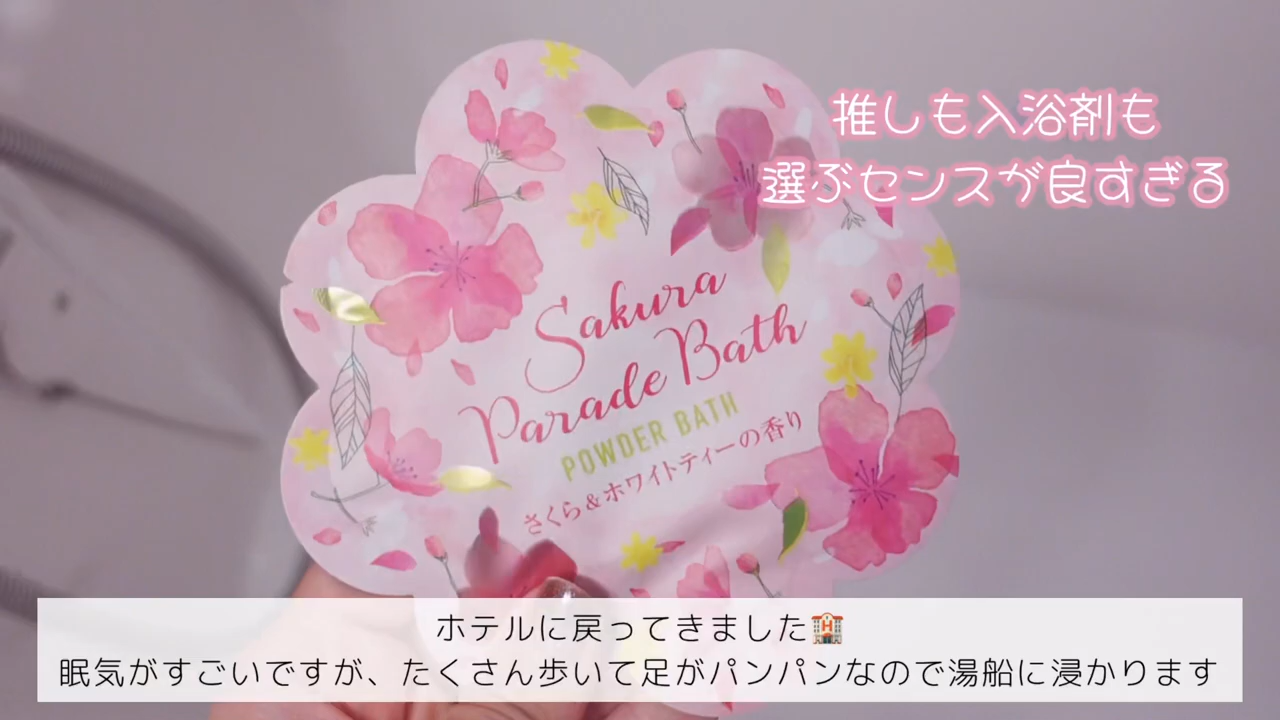 推しも入浴剤も
選ぶセンスが良すぎる
Sakura
Parade Bath
POWDER BATH
さくら&ホワイトティーの香り
ホテルに戻ってきました🏨
眠気がすごいですが、たくさん歩いて足がパンパンなので湯船に浸かります